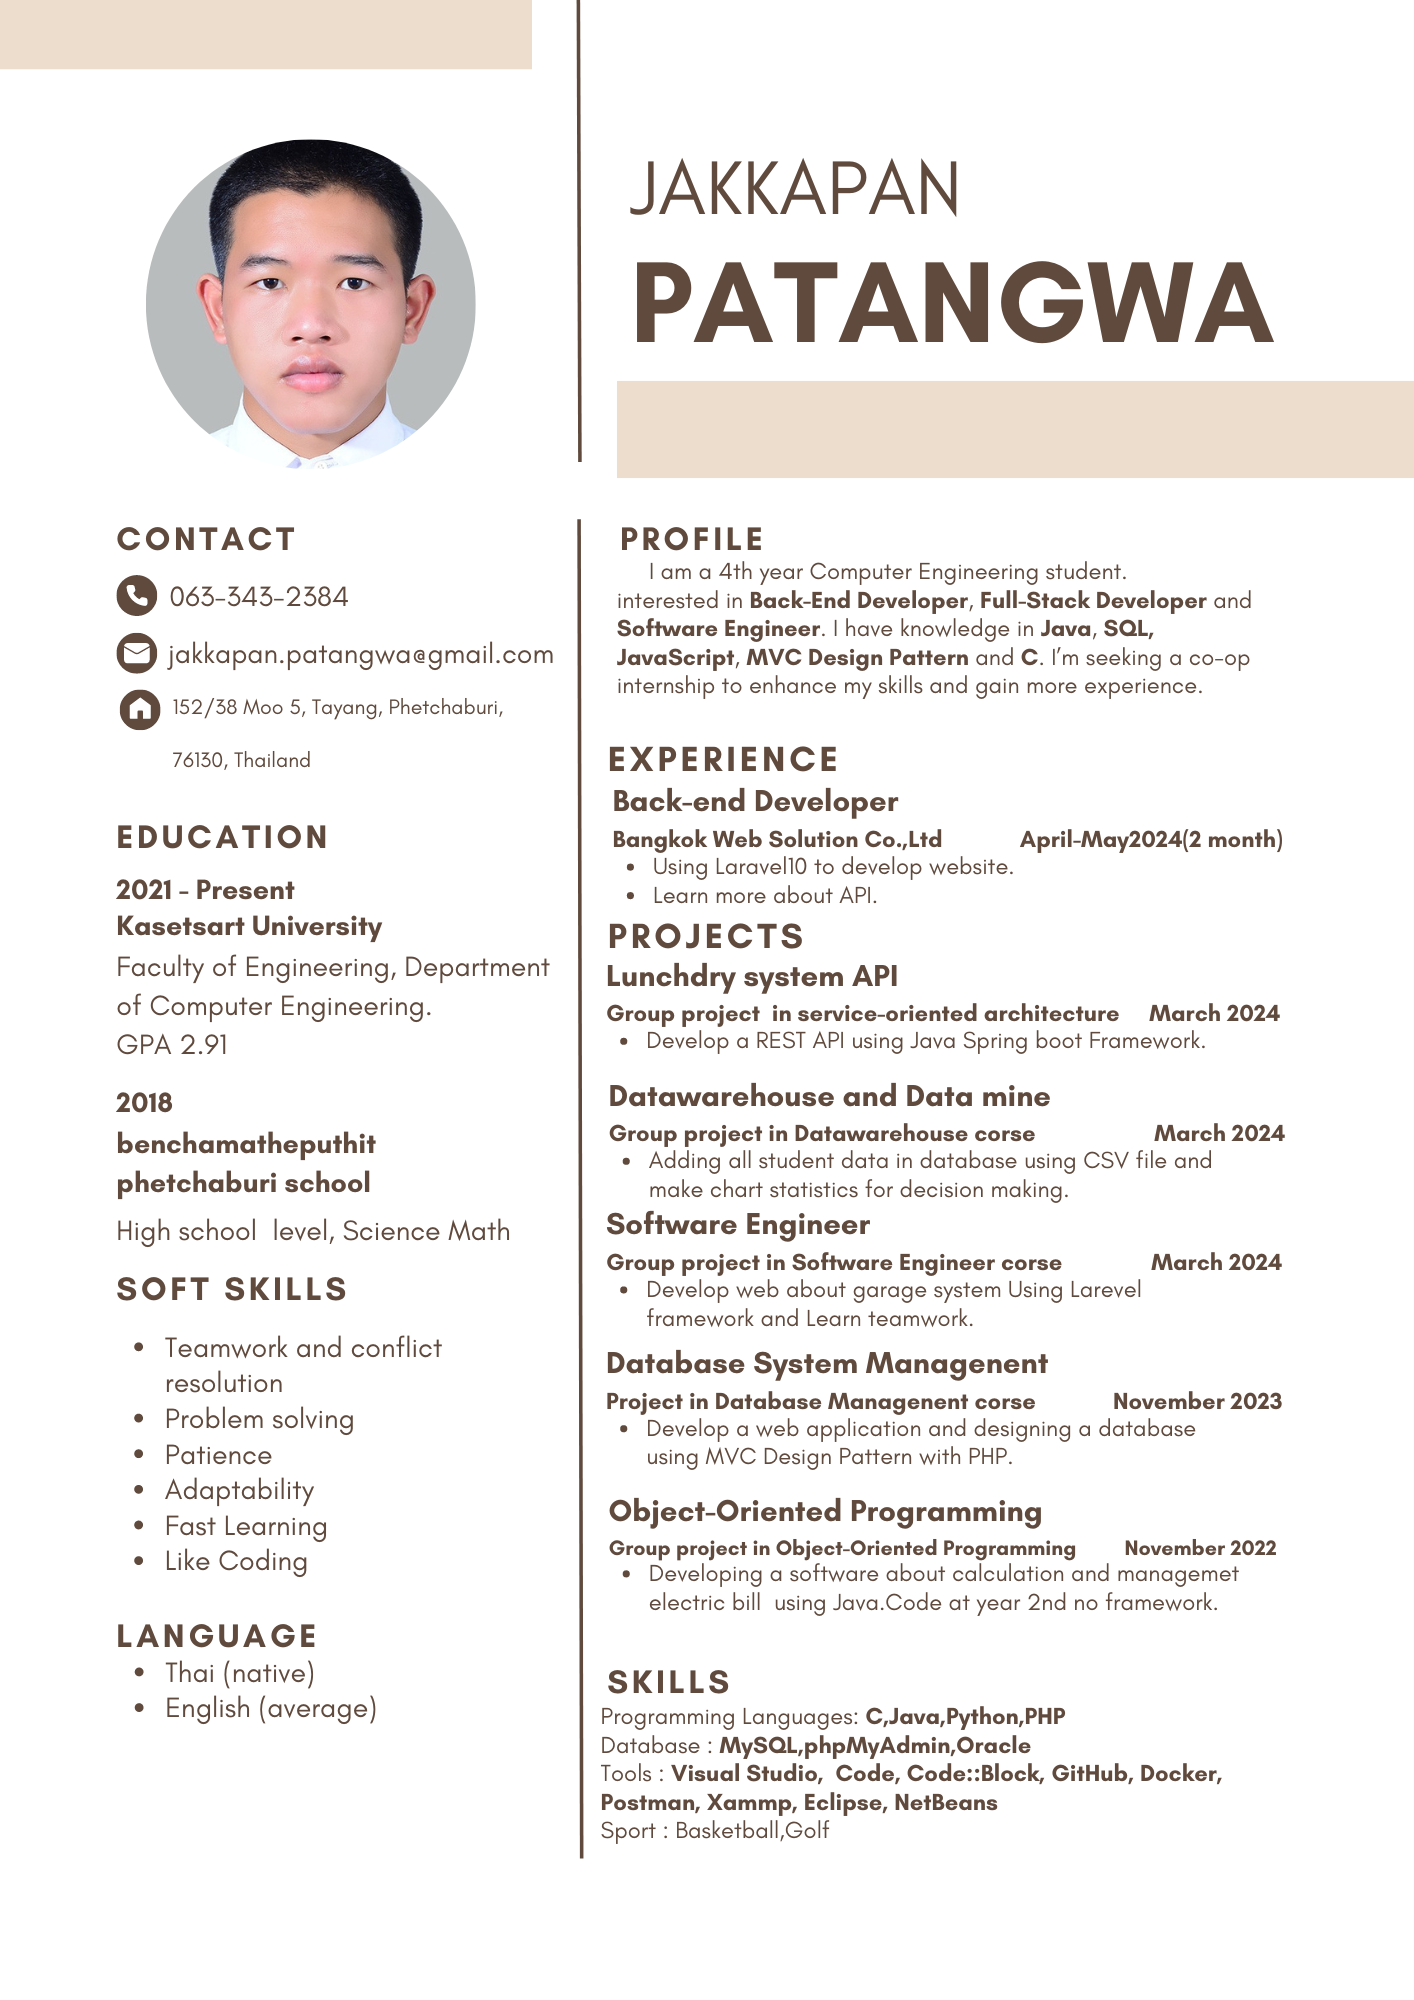 JAKKAPAN
PATANGWA
CONTACT
063-343-2384
jakkapan.patangwa@gmail.com
152/38 Moo 5, Tayang, Phetchaburi,
76130, Thailand
EDUCATION
2021 - Present
Kasetsart University
Faculty of Engineering, Department
of Computer Engineering.
GPA 2.91
2018
benchamatheputhit
phetchaburi school
High school  level, Science Math
SOFT SKILLS
• Teamwork and conflict
resolution
• Problem solving
• Patience
• Adaptability
• Fast Learning
• Like Coding
LANGUAGE
• Thai (native)
• English (average)
PROFILE
I am a 4th year Computer Engineering student.
interested in Back-End Developer, Full-Stack Developer and
Software Engineer. I have knowledge in Java, SQL,
JavaScript, MVC Design Pattern and C. I'm seeking a co-op
internship to enhance my skills and gain more experience.
EXPERIENCE
Back-end Developer
Bangkok Web Solution Co.,Ltd April-May2024(2 month)
• Using Laravel10 to develop website.
• Learn more about API.
PROJECTS
Lunchdry system API
Group project  in service-oriented architecture March 2024
• Develop a REST API using Java Spring boot Framework.
Datawarehouse and Data mine
Group project in Datawarehouse corse March 2024
• Adding all student data in database using CSV file and
make chart statistics for decision making.
Software Engineer
Group project in Software Engineer corse March 2024
• Develop web about garage system Using Larevel
framework and Learn teamwork.
Database System Managenent
Project in Database Managenent corse November 2023
• Develop a web application and designing a database
using MVC Design Pattern with PHP.
Object-Oriented Programming
Group project in Object-Oriented Programming November 2022
• Developing a software about calculation and managemet
electric bill  using Java.Code at year 2nd no framework.
SKILLS
Programming Languages: C,Java,Python,PHP
Database : MySQL,phpMyAdmin,Oracle
Tools : Visual Studio,  Code, Code::Block, GitHub, Docker,
Postman, Xammp, Eclipse, NetBeans
Sport : Basketball,Golf